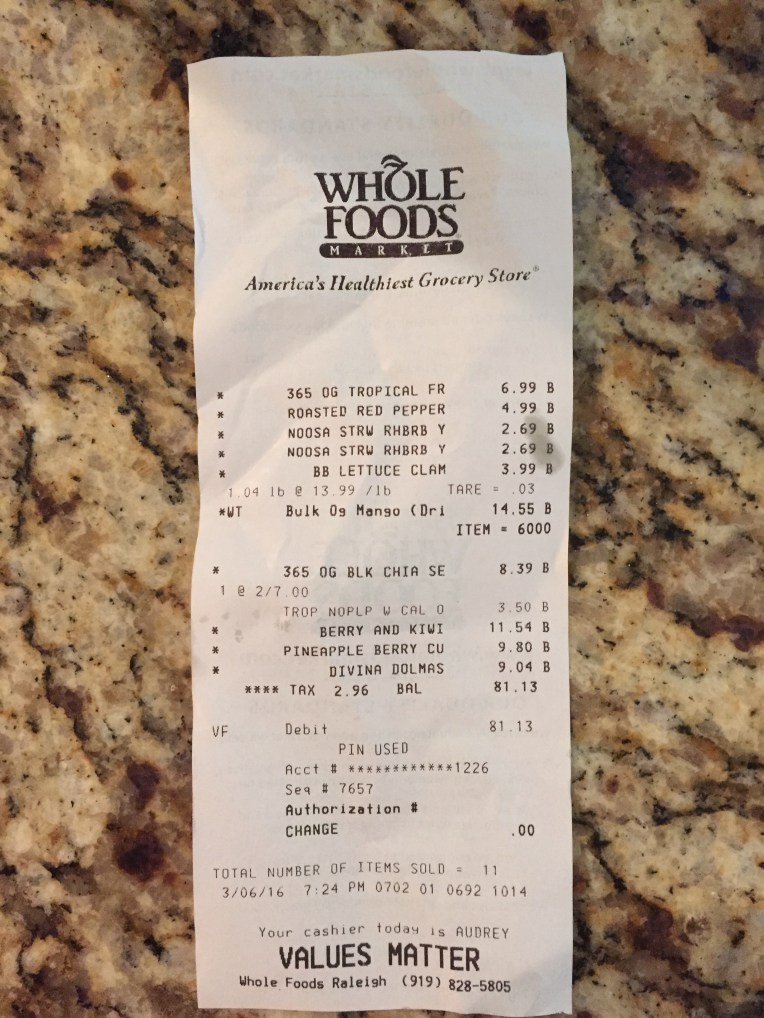 WHOLE
FOODS
MARKET
America's Healthiest Grocery Store®
* 365 OG TROPICAL FR 6.99 B
* ROASTED RED PEPPER 4.99 B
* NOOSA STRW RHBRB Y 2.69 B
* NOOSA STRW RHBRB Y 2.69 B
* BB LETTUCE CLAM 3.99 B
1.04 lb @ 13.99 /lb TARE = .03
*WT Bulk Og Mango (Dri 14.55 B
ITEM = 6000
* 365 OG BLK CHIA SE 8.39 B
1 @ 2/7.00
TROP NOPLP W CAL O 3.50 B
* BERRY AND KIWI 11.54 B
* PINEAPPLE BERRY CU 9.80 B
* DIVINA DOLMAS 9.04 B
**** TAX 2.96 BAL 81.13
VF Debit 81.13
PIN USED
Acct # ************1226
Seq # 7657
Authorization #
CHANGE .00
TOTAL NUMBER OF ITEMS SOLD = 11
3/06/16 7:24 PM 0702 01 0692 1014
Your cashier today is AUDREY
VALUES MATTER
Whole Foods Raleigh (919) 828-5805